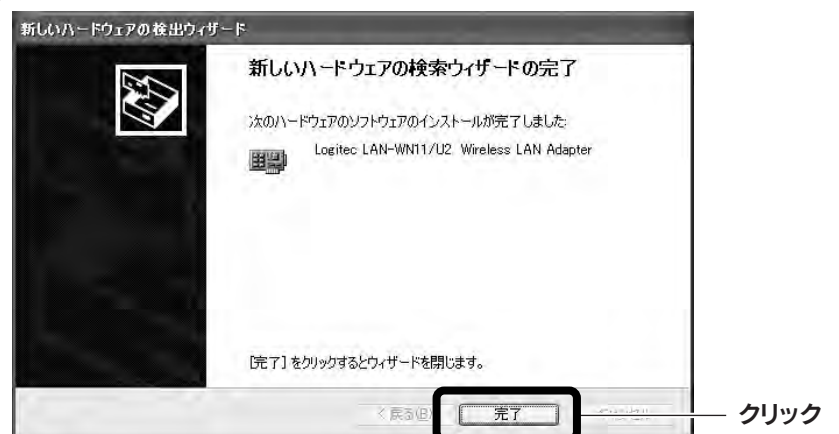 新しいハードウェアの検出ウィザード
新しいハードウェアの検索ウィザードの完了
次のハードウェアのソフトウェアのインストールが完了しました:
Logitec LAN-WN11/U2 Wireless LAN Adapter
[完了] をクリックするとウィザードを閉じます。
< 戻る(B) 完了
クリック